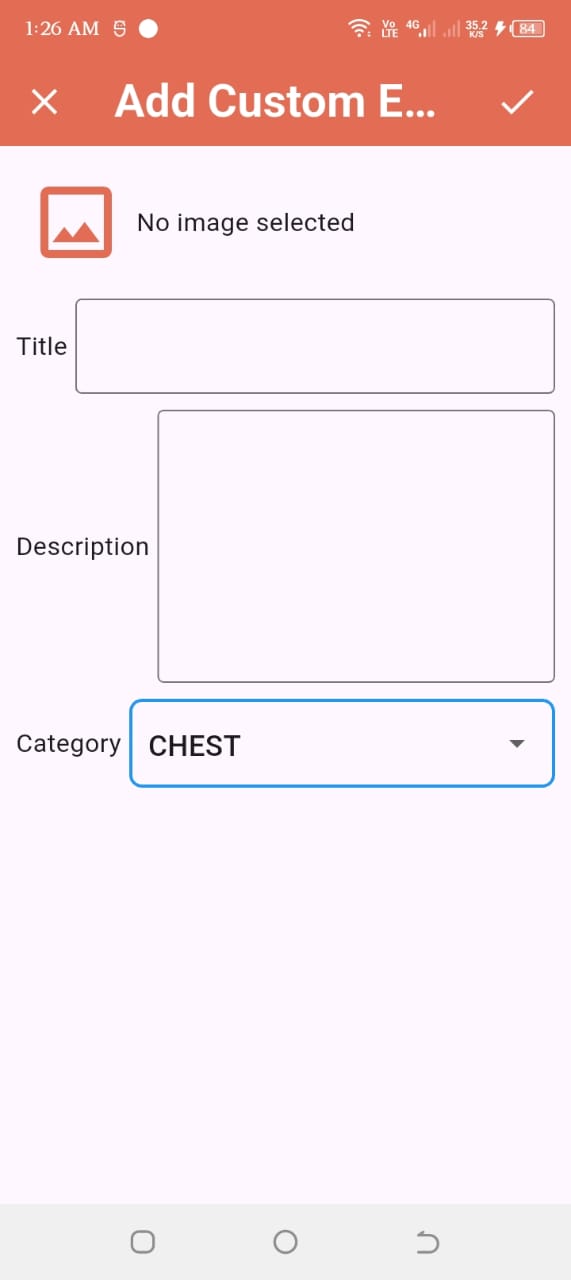 1:26 AM Vo LTE 4G 35.2 K/S 84
Add Custom E...
No image selected
Title
Description
Category CHEST